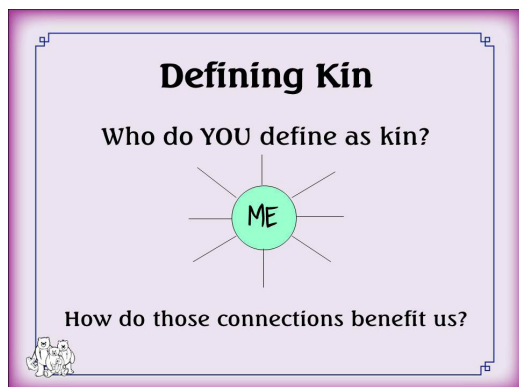 Defining Kin
Who do YOU define as kin?
ME
How do those connections benefit us?